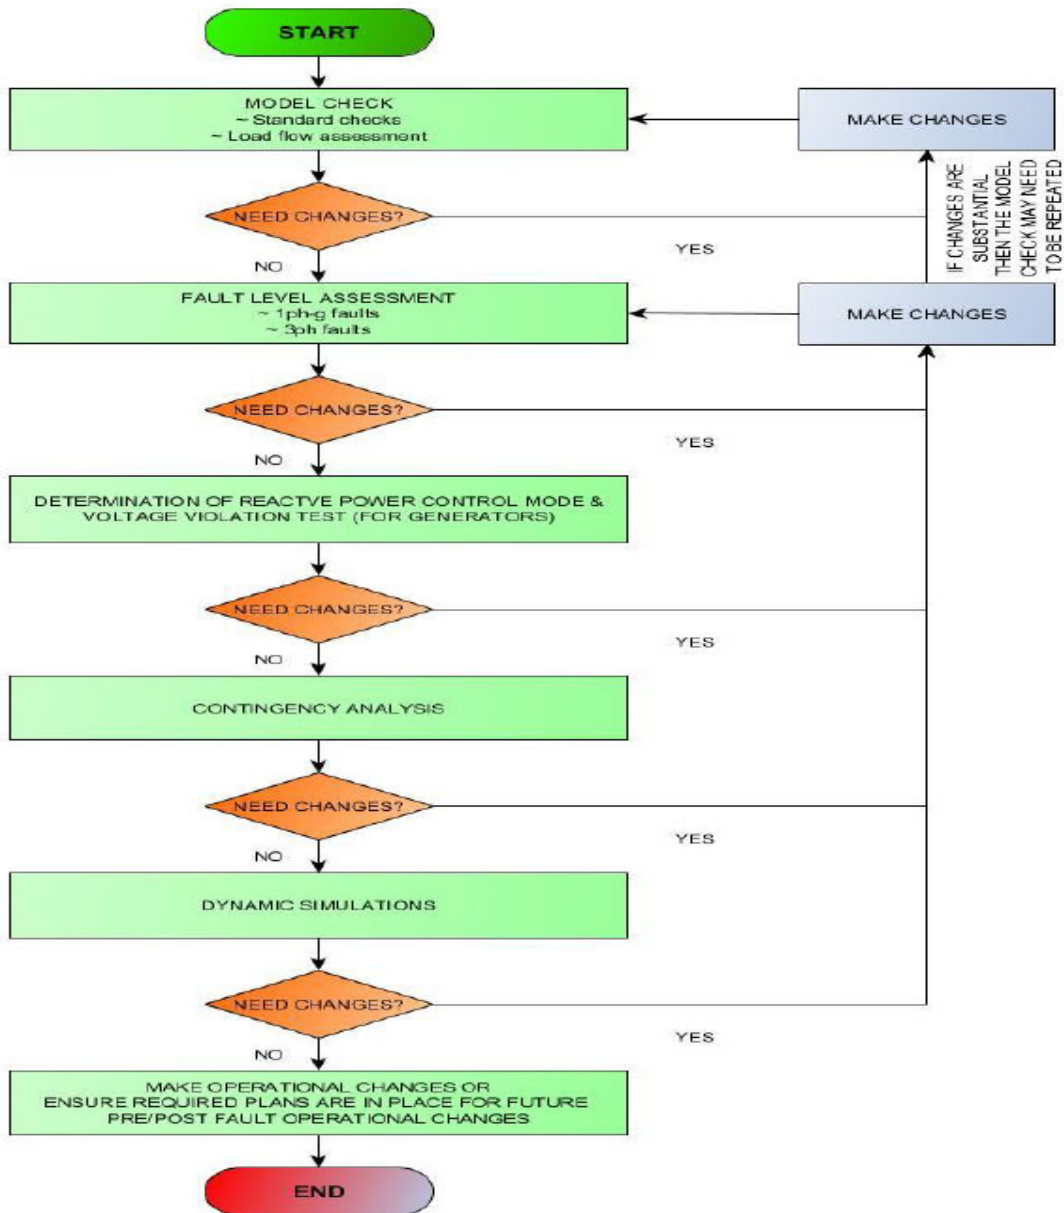 START
MODEL CHECK
~ Standard checks
~ Load flow assessment
MAKE CHANGES
NEED CHANGES?
YES
NO
IF CHANGES ARE
SUBSTANTIAL
THEN THE MODEL
CHECK MAY NEED
TO BE REPEATED
FAULT LEVEL ASSESSMENT
~ 1ph-g faults
~ 3ph faults
MAKE CHANGES
NEED CHANGES?
YES
NO
DETERMINATION OF REACTVE POWER CONTROL MODE &
VOLTAGE VIOLATION TEST (FOR GENERATORS)
NEED CHANGES?
YES
NO
CONTINGENCY ANALYSIS
NEED CHANGES?
YES
NO
DYNAMIC SIMULATIONS
NEED CHANGES?
YES
NO
MAKE OPERATIONAL CHANGES OR
ENSURE REQUIRED PLANS ARE IN PLACE FOR FUTURE
PRE/POST FAULT OPERATIONAL CHANGES
END